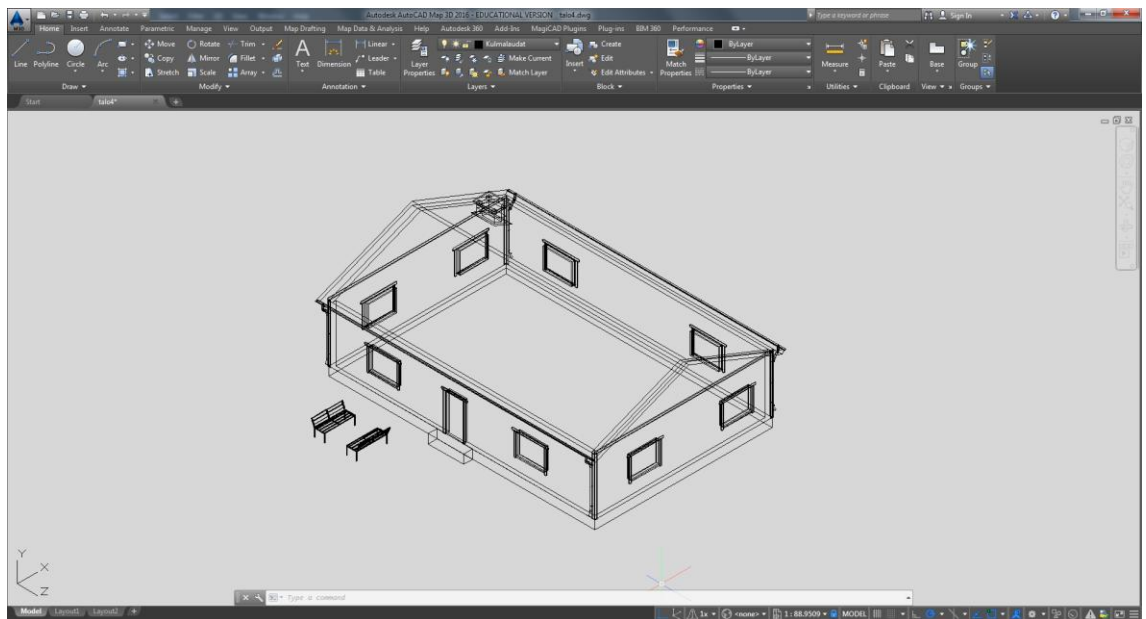 Autodesk AutoCAD Map 3D 2016 - EDUCATIONAL VERSION talo4.dwg
Type a keyword or phrase
Sign In
Home Insert Annotate Parametric Manage View Output Map Drafting Map Data & Analysis Help Autodesk 360 Add-Ins MagiCAD Plugins Plug-ins BIM 360 Performance
Line Polyline Circle Arc
Move Rotate Trim
Copy Mirror Fillet
Stretch Scale Array
Text Dimension
Linear
Leader
Table
Layer Properties
Kulmalaudat
Make Current
Match Layer
Insert
Create
Edit
Edit Attributes
Match Properties
ByLayer
ByLayer
ByLayer
Measure
Paste
Base
Group
Draw Modify Annotation Layers Block Properties Utilities Clipboard View Groups
Start talo4*
Y
X
Z
Type a command
Model Layout1 Layout2 +
1x <none> 1:88.9509 MODEL